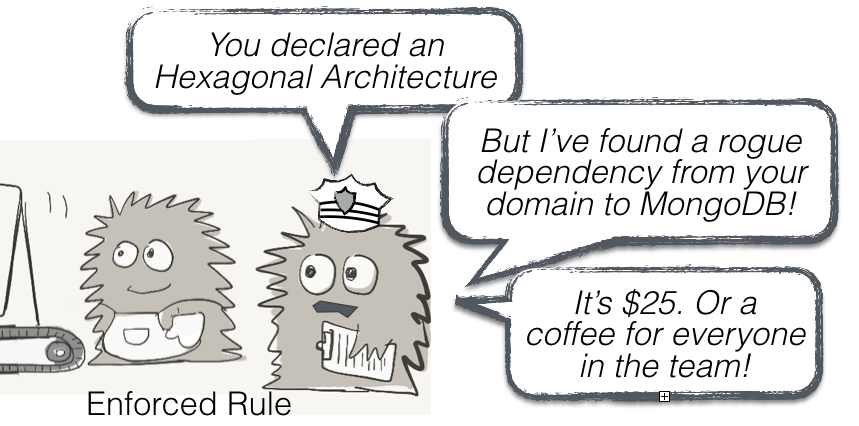 You declared an
Hexagonal Architecture
But I've found a rogue
dependency from your
domain to MongoDB!
It's $25. Or a
coffee for everyone
in the team!
Enforced Rule